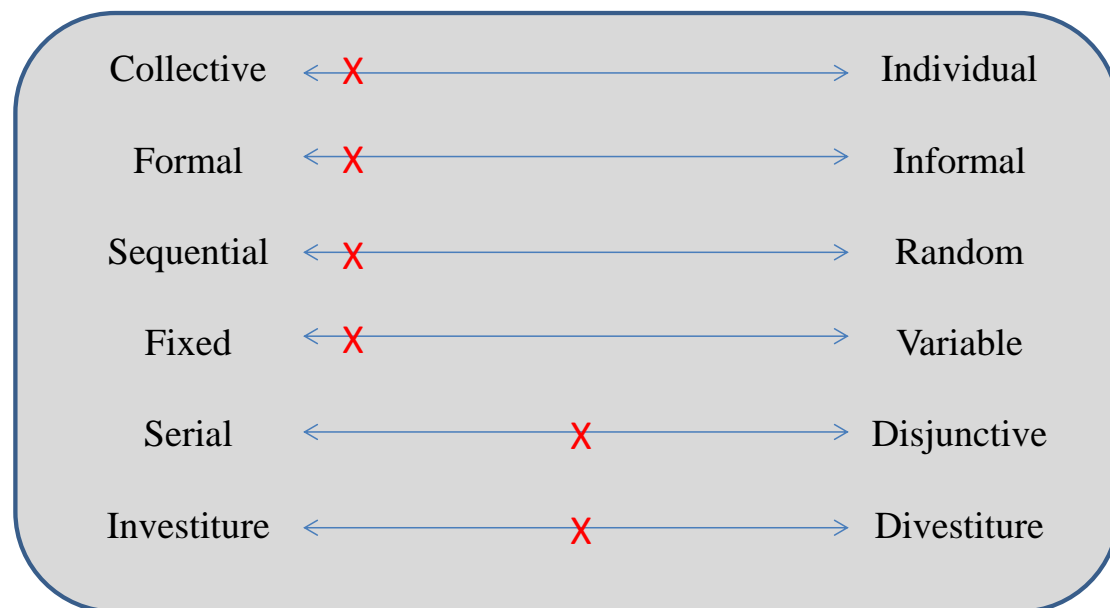 Collective X Individual
Formal X Informal
Sequential X Random
Fixed X Variable
Serial X Disjunctive
Investiture X Divestiture